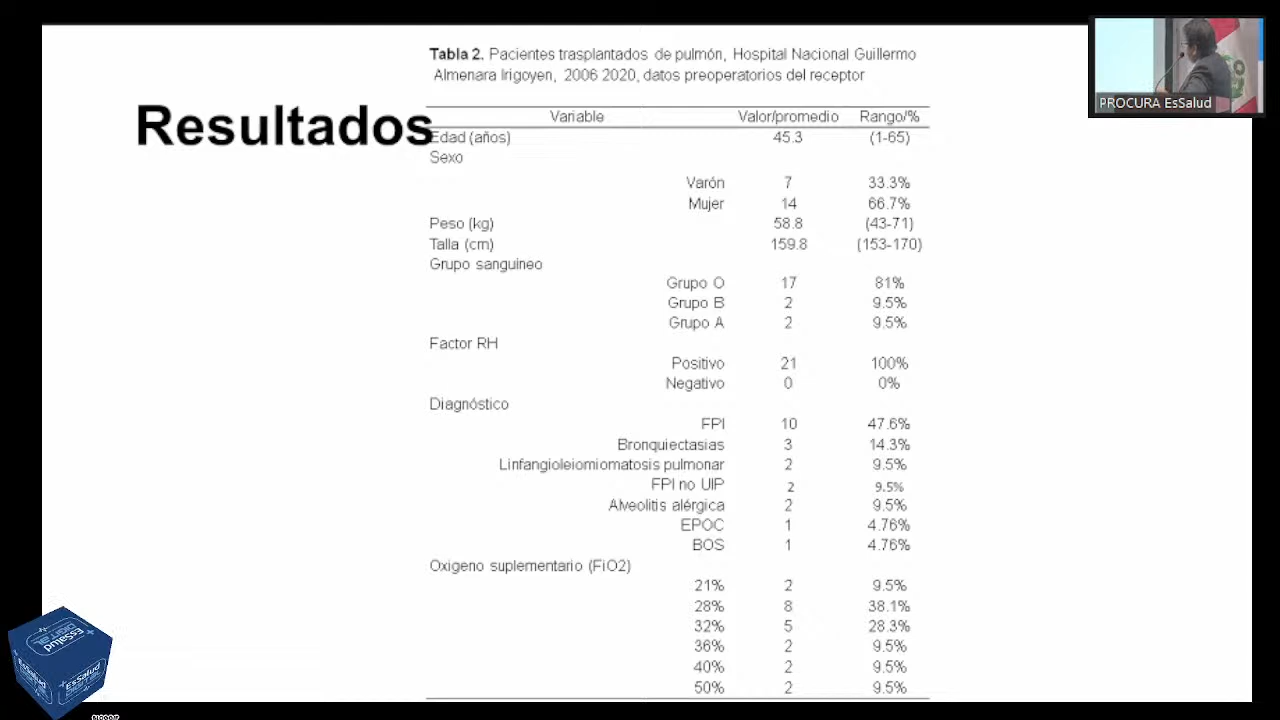 Tabla 2. Pacientes trasplantados de pulmón, Hospital Nacional Guillermo
Almenara Irigoyen, 2006 2020, datos preoperatorios del receptor
PROCURA EsSalud
Resultados
Variable Valor/promedio Rango/%
Edad (años) 45.3 (1-65)
Sexo
Varón 7 33.3%
Mujer 14 66.7%
Peso (kg) 58.8 (43-71)
Talla (cm) 159.8 (153-170)
Grupo sanguíneo
Grupo O 17 81%
Grupo B 2 9.5%
Grupo A 2 9.5%
Factor RH
Positivo 21 100%
Negativo 0 0%
Diagnóstico
FPI 10 47.6%
Bronquiectasias 3 14.3%
Linfangioleiomiomatosis pulmonar 2 9.5%
FPI no UIP 2 9.5%
Alveolitis alérgica 2 9.5%
EPOC 1 4.76%
BOS 1 4.76%
Oxigeno suplementario (FiO2)
21% 2 9.5%
28% 8 38.1%
32% 5 28.3%
36% 2 9.5%
40% 2 9.5%
50% 2 9.5%
EsSalud
DIGITAL
EsSalud